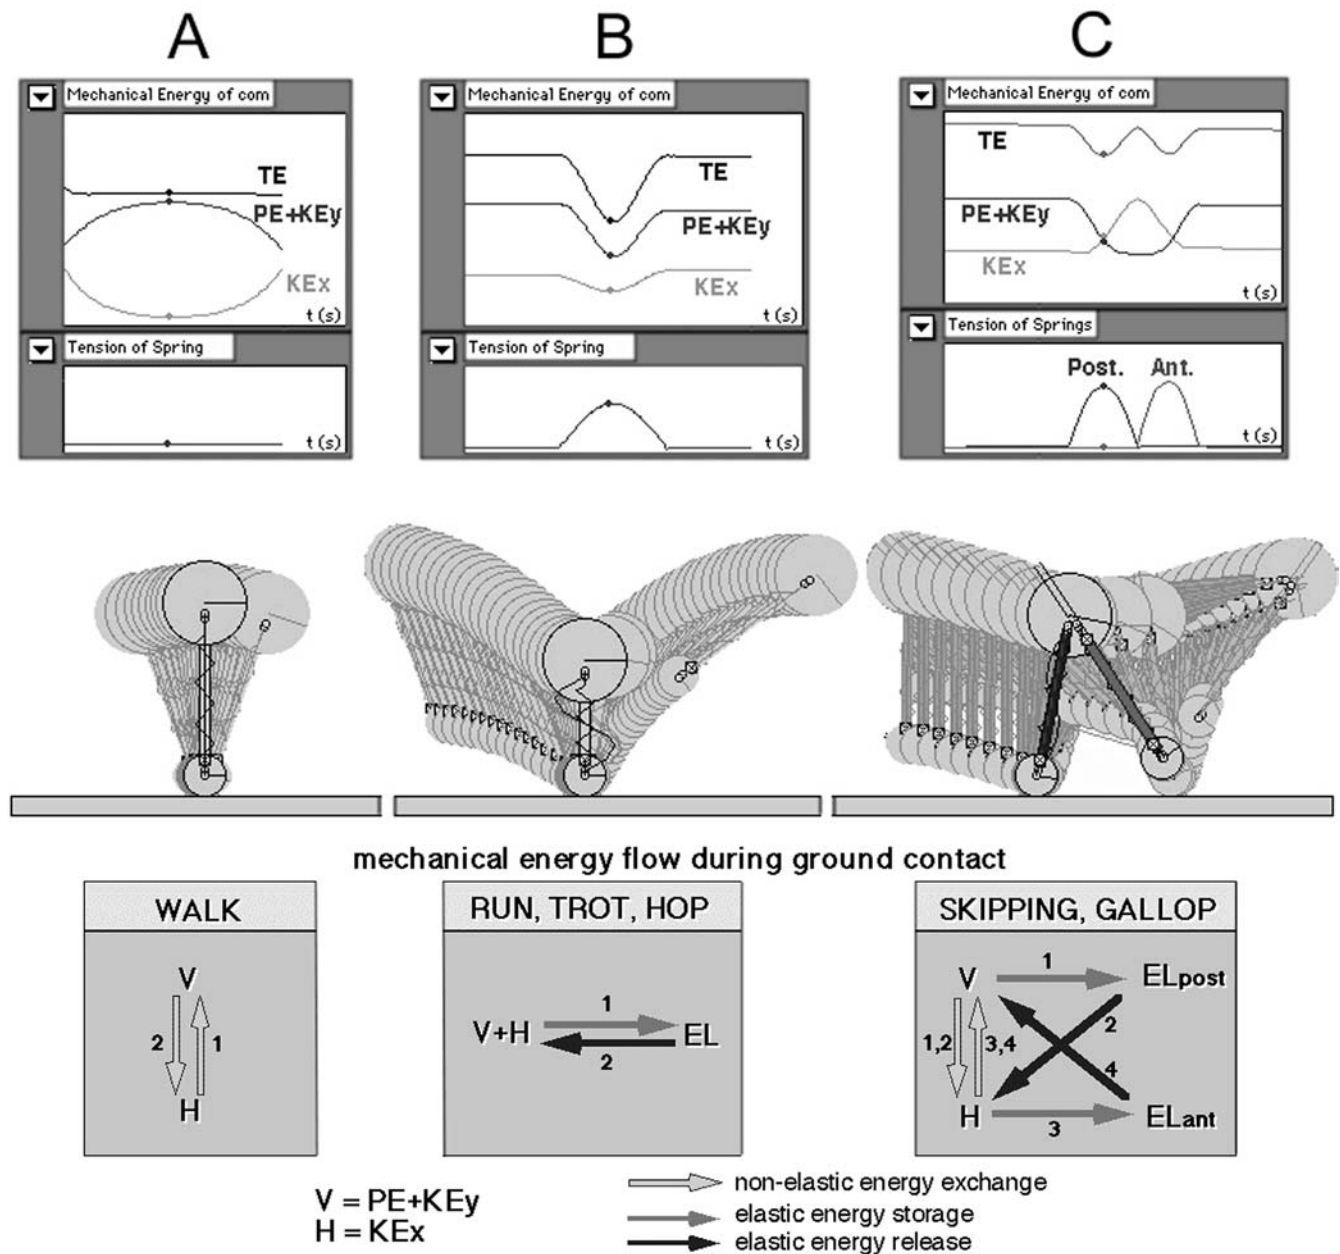 A
B
C
Mechanical Energy of com
TE
PE+KEy
KEx
t(s)
Tension of Spring
t(s)
Mechanical Energy of com
TE
PE+KEy
KEx
t(s)
Tension of Spring
t(s)
Mechanical Energy of com
TE
PE+KEy
KEx
t(s)
Tension of Springs
Post. Ant.
t(s)
mechanical energy flow during ground contact
WALK
V
2 1
H
RUN, TROT, HOP
1
V+H EL
2
SKIPPING, GALLOP
1
V ELpost
2
1,2 3,4
4
H ELant
3
V = PE+KEy
H = KEx
non-elastic energy exchange
elastic energy storage
elastic energy release